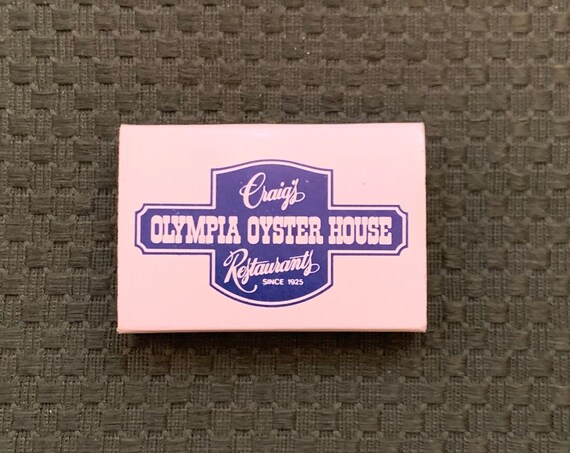 Craig's
OLYMPIA OYSTER HOUSE
Restaurants
SINCE 1925